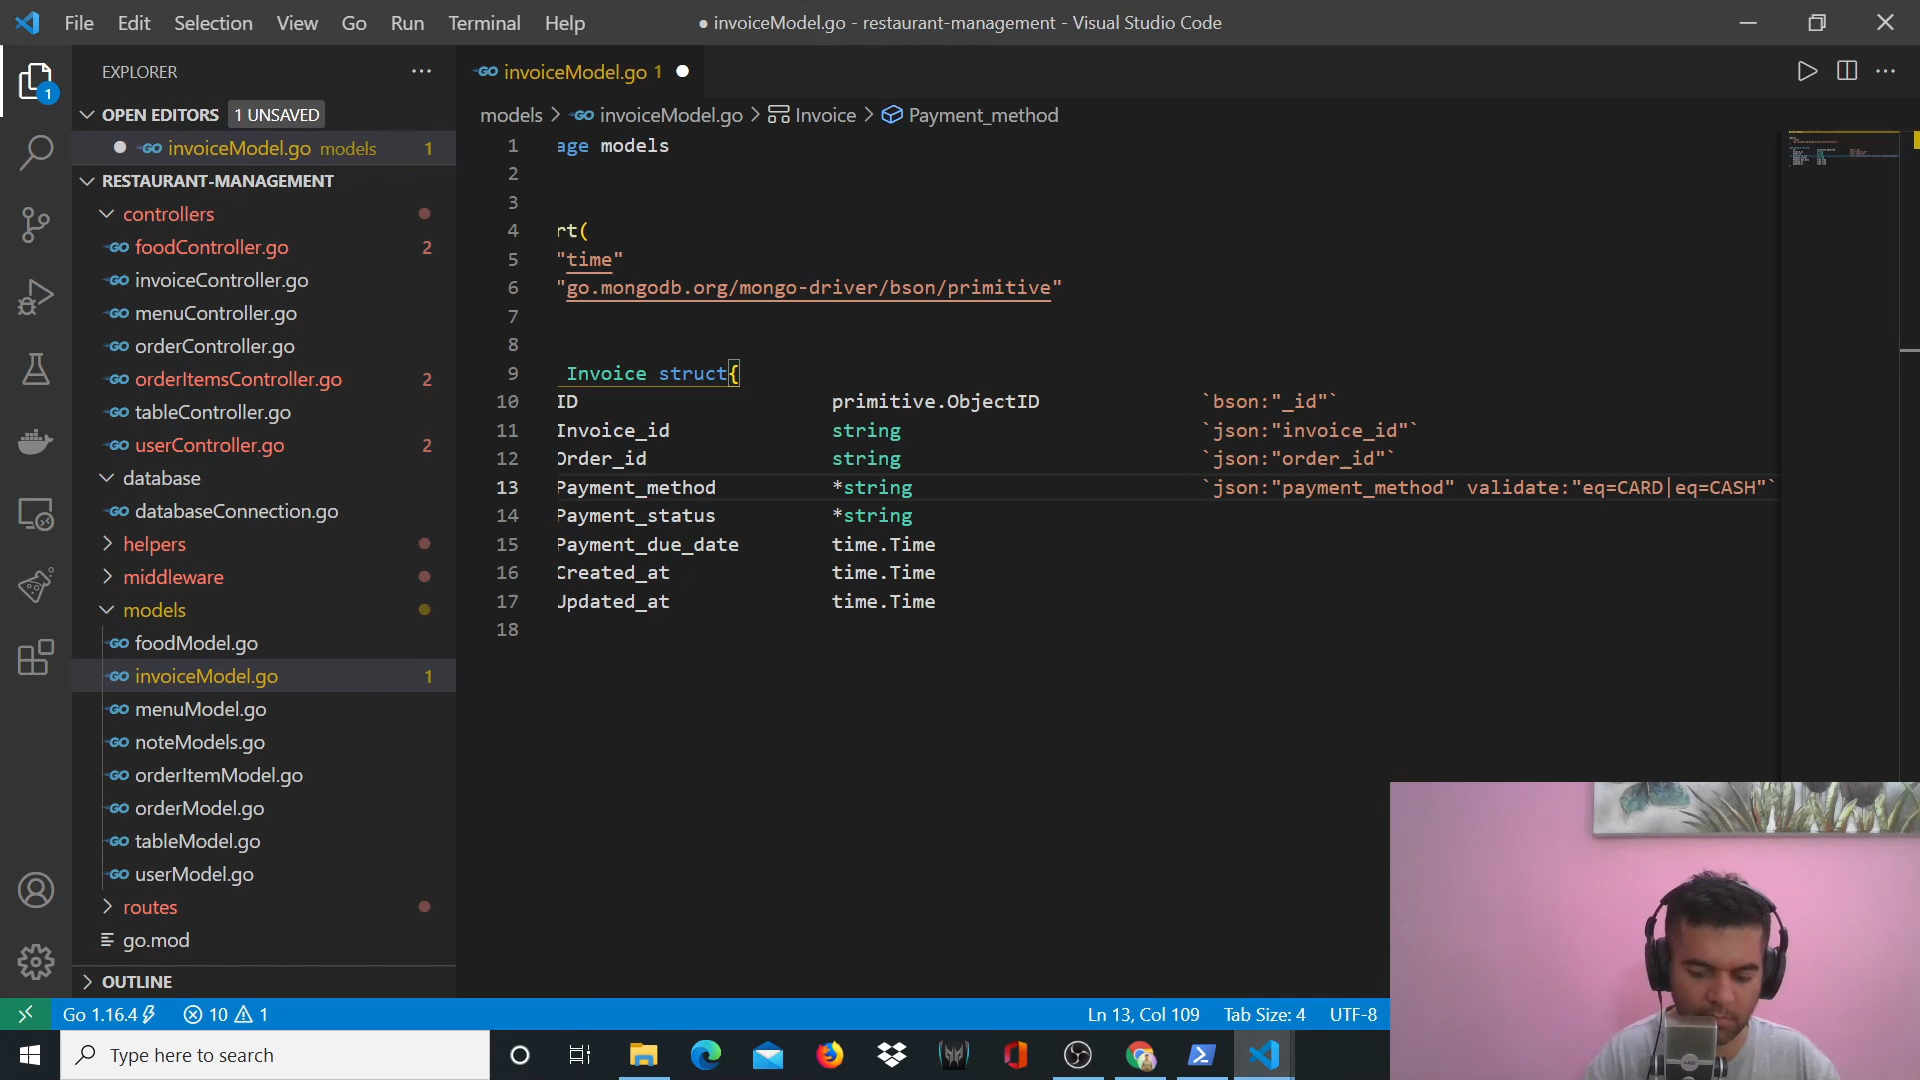 File Edit Selection View Go Run Terminal Help
● invoiceModel.go - restaurant-management - Visual Studio Code
EXPLORER
OPEN EDITORS 1 UNSAVED
invoiceModel.go models 1
RESTAURANT-MANAGEMENT
controllers
foodController.go 2
invoiceController.go
menuController.go
orderController.go
orderItemsController.go 2
tableController.go
userController.go 2
database
databaseConnection.go
helpers
middleware
models
foodModel.go
invoiceModel.go 1
menuModel.go
noteModels.go
orderItemModel.go
orderModel.go
tableModel.go
userModel.go
routes
go.mod
OUTLINE
1
GO invoiceModel.go 1
models > GO invoiceModel.go > Invoice > Payment_method
1 age models
2
3
4 rt(
5 "time"
6 "go.mongodb.org/mongo-driver/bson/primitive"
7
8
9 Invoice struct{
10 ID primitive.ObjectID `bson:"_id"`
11 Invoice_id string `json:"invoice_id"`
12 Order_id string `json:"order_id"`
13 Payment_method *string `json:"payment_method" validate:"eq=CARD|eq=CASH"`
14 Payment_status *string
15 Payment_due_date time.Time
16 Created_at time.Time
17 Updated_at time.Time
18
Go 1.16.4 10 1
Ln 13, Col 109 Tab Size: 4 UTF-8
Type here to search